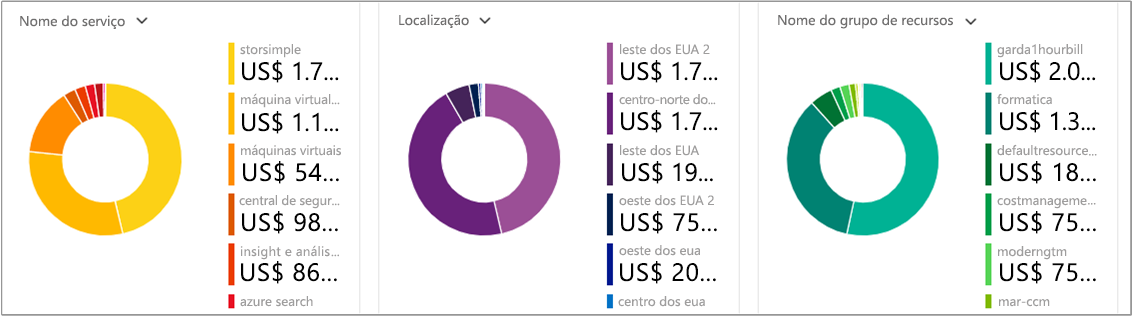 Nome do serviço
storsimple
US$ 1.7...
máquina virtual...
US$ 1.1...
máquinas virtuais
US$ 54...
central de segur...
US$ 98...
insight e anális...
US$ 86...
azure search
Localização
leste dos EUA 2
US$ 1.7...
centro-norte do...
US$ 1.7...
leste dos EUA
US$ 19...
oeste dos EUA 2
US$ 75...
oeste dos eua
US$ 20...
centro dos eua
Nome do grupo de recursos
garda1hourbill
US$ 2.0...
formatica
US$ 1.3...
defaultresource...
US$ 18...
costmanageme...
US$ 75...
moderngtm
US$ 75...
mar-ccm